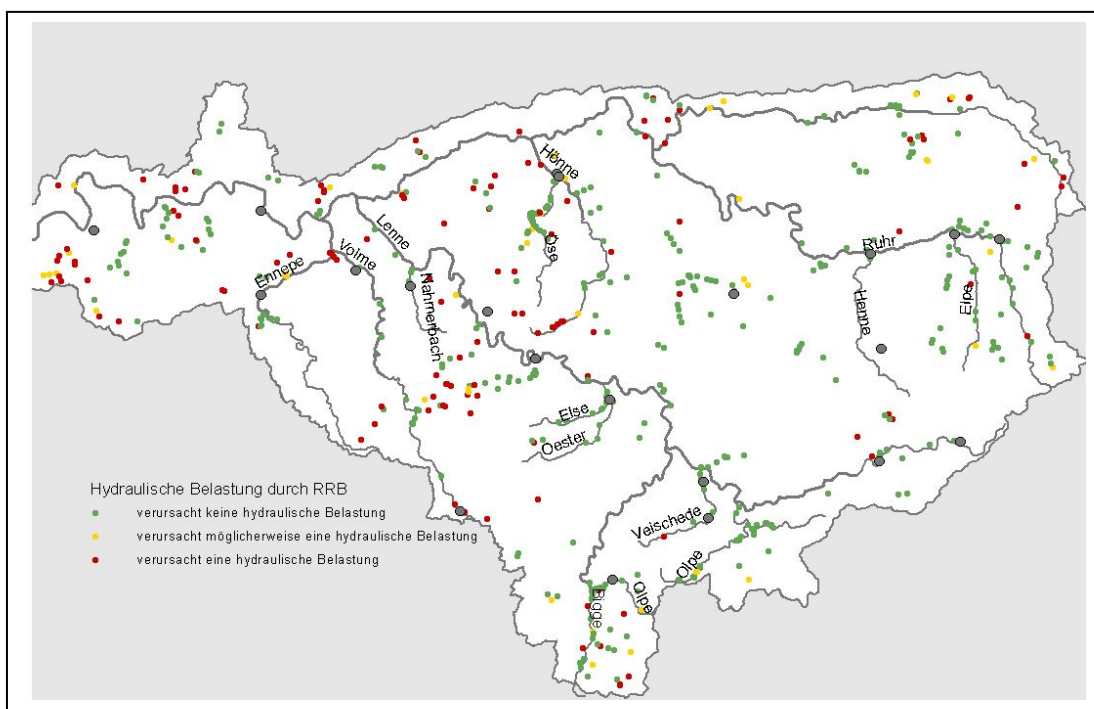 Hönne
Lenne
Öse
Ruhr
Volme
Ennepe
Nahmerbach
Henne
Elpe
Else
Oester
Hydraulische Belastung durch RRB
verursacht keine hydraulische Belastung
verursacht möglicherweise eine hydraulische Belastung
verursacht eine hydraulische Belastung
Veischede
Olpe
Olpe
Bigge